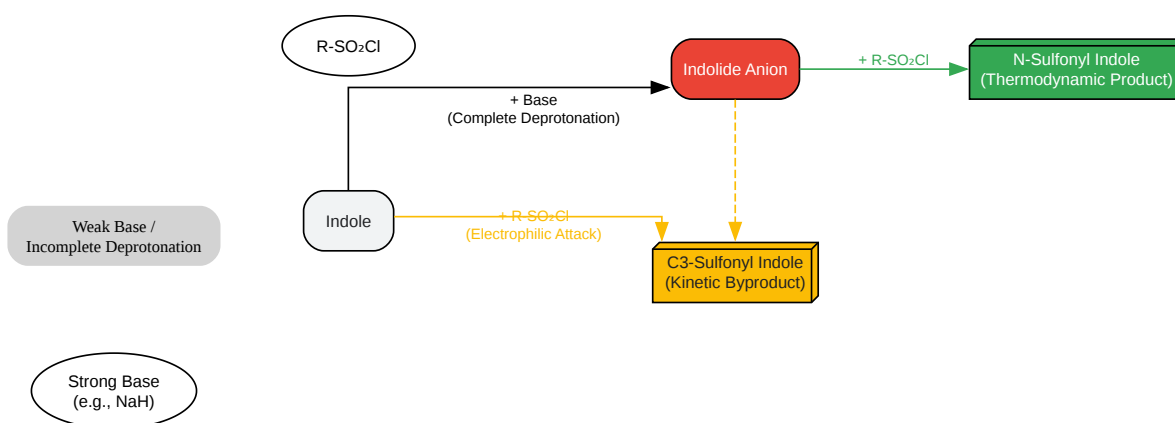 R-SO₂Cl
Indolide Anion
+ R-SO₂Cl
N-Sulfonyl Indole
(Thermodynamic Product)
+ Base
(Complete Deprotonation)
Weak Base /
Incomplete Deprotonation
Indole
+ R-SO₂Cl
(Electrophilic Attack)
C3-Sulfonyl Indole
(Kinetic Byproduct)
Strong Base
(e.g., NaH)